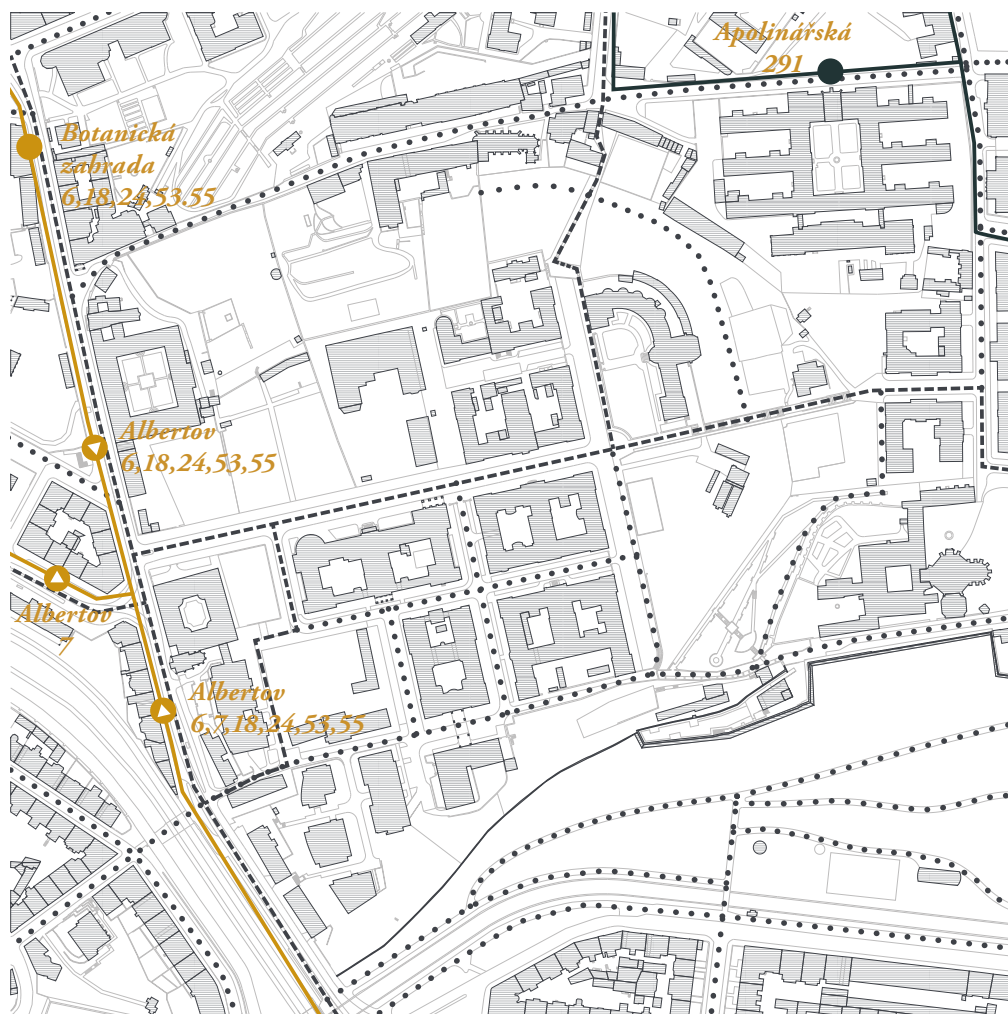 Apolinářská
291
Botanická
zahrada
6,18,24,53.55
Albertov
6,18,24,53,55
Albertov
7
Albertov
6,7,18,24,53,55